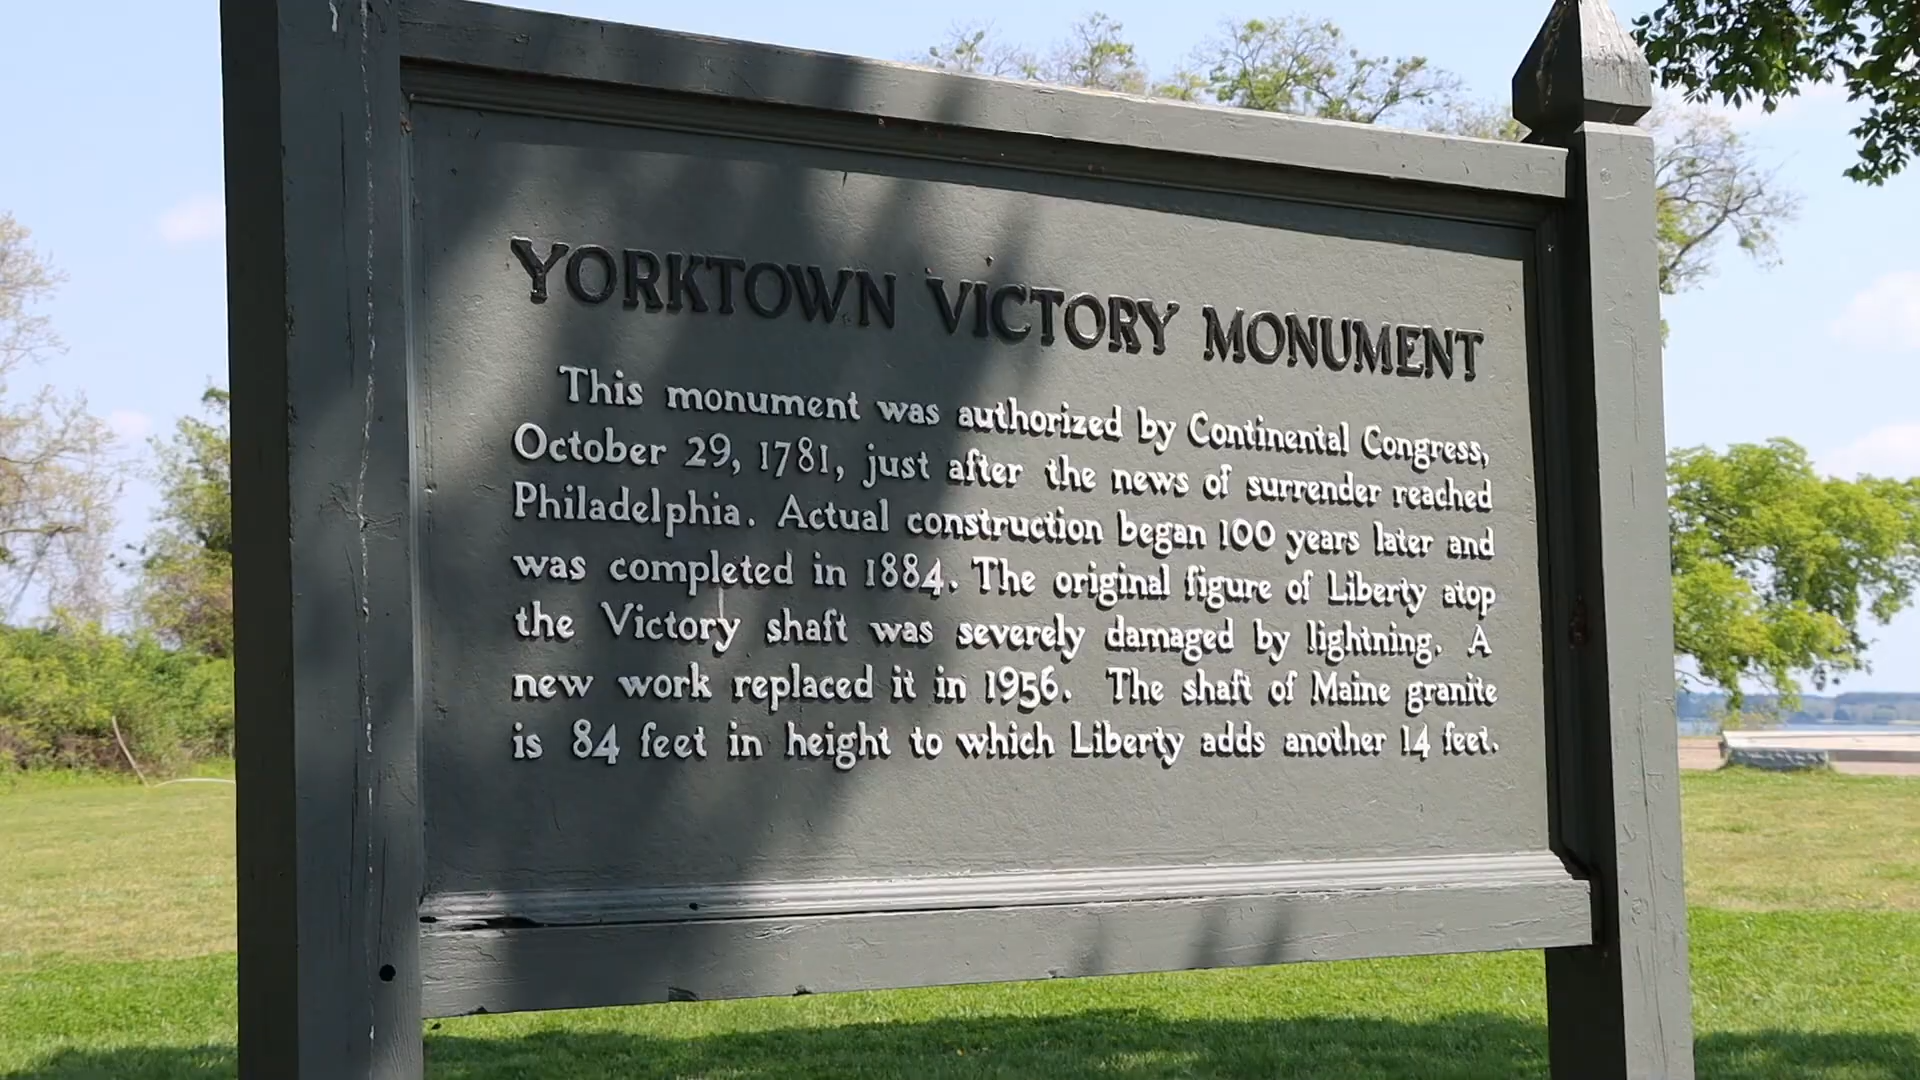 YORKTOWN VICTORY MONUMENT
This monument was authorized by Continental Congress,
October 29, 1781, just after the news of surrender reached
Philadelphia. Actual construction began 100 years later and
was completed in 1884. The original figure of Liberty atop
the Victory shaft was severely damaged by lightning. A
new work replaced it in 1956. The shaft of Maine granite
is 84 feet in height to which Liberty adds another 14 feet.